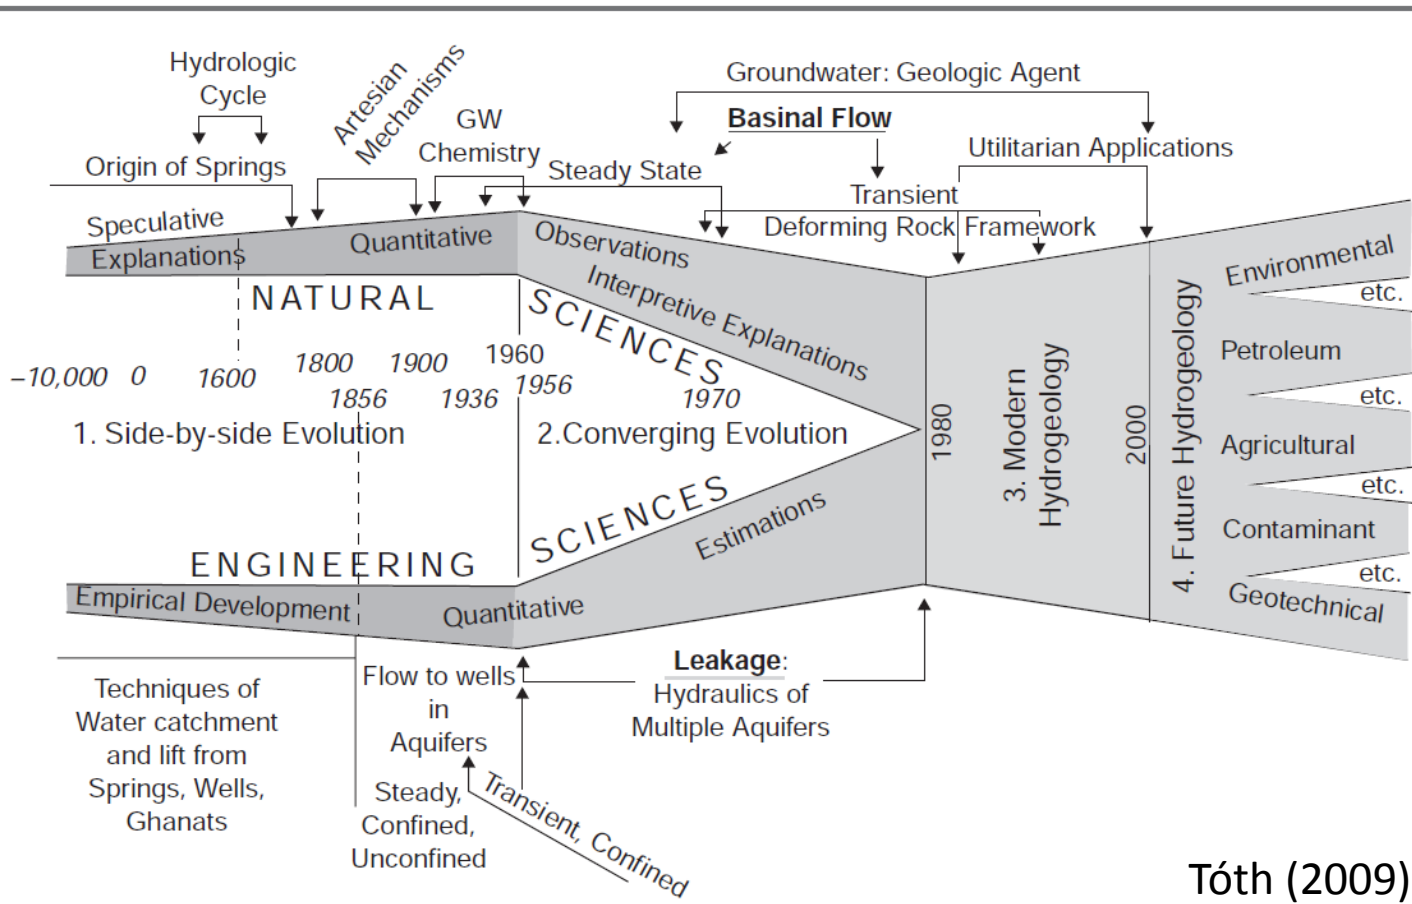 Hydrologic
Cycle
Origin of Springs
Artesian
Mechanisms
GW
Chemistry
Steady State
Groundwater: Geologic Agent
Basinal Flow
Utilitarian Applications
Transient
Deforming Rock Framework
Speculative
Explanations
Quantitative
Observations
Interpretive Explanations
NATURAL
SCIENCES
–10,000 0 1600 1800 1900 1960
1856 1936 1956 1970
1. Side-by-side Evolution
2.Converging Evolution
1980
3. Modern
Hydrogeology
2000
4. Future Hydrogeology
Environmental
etc.
Petroleum
etc.
Agricultural
etc.
Contaminant
etc.
Geotechnical
ENGINEERING
SCIENCES
Estimations
Empirical Development
Quantitative
Techniques of
Water catchment
and lift from
Springs, Wells,
Ghanats
Flow to wells
in
Aquifers
Steady,
Confined,
Unconfined
Transient, Confined
Leakage:
Hydraulics of
Multiple Aquifers
Tóth (2009)